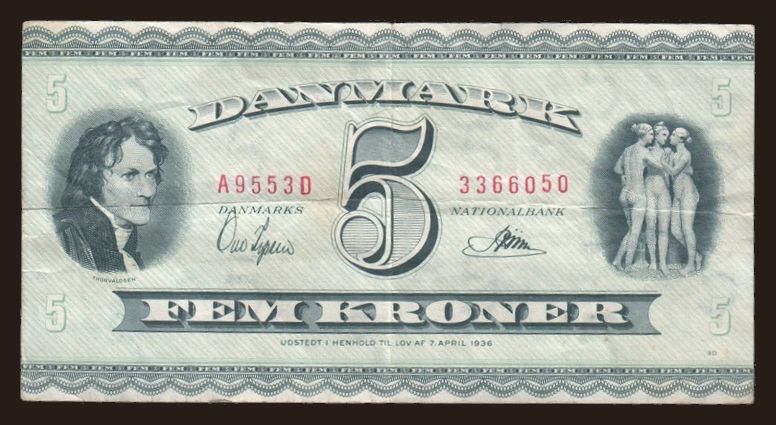 5 5
DANMARK
5
A9553D 3366050
DANMARKS NATIONALBANK
THORVALDSEN
FEM KRONER
5 5
UDSTEDT I HENHOLD TIL LOV AF 7. APRIL 1936